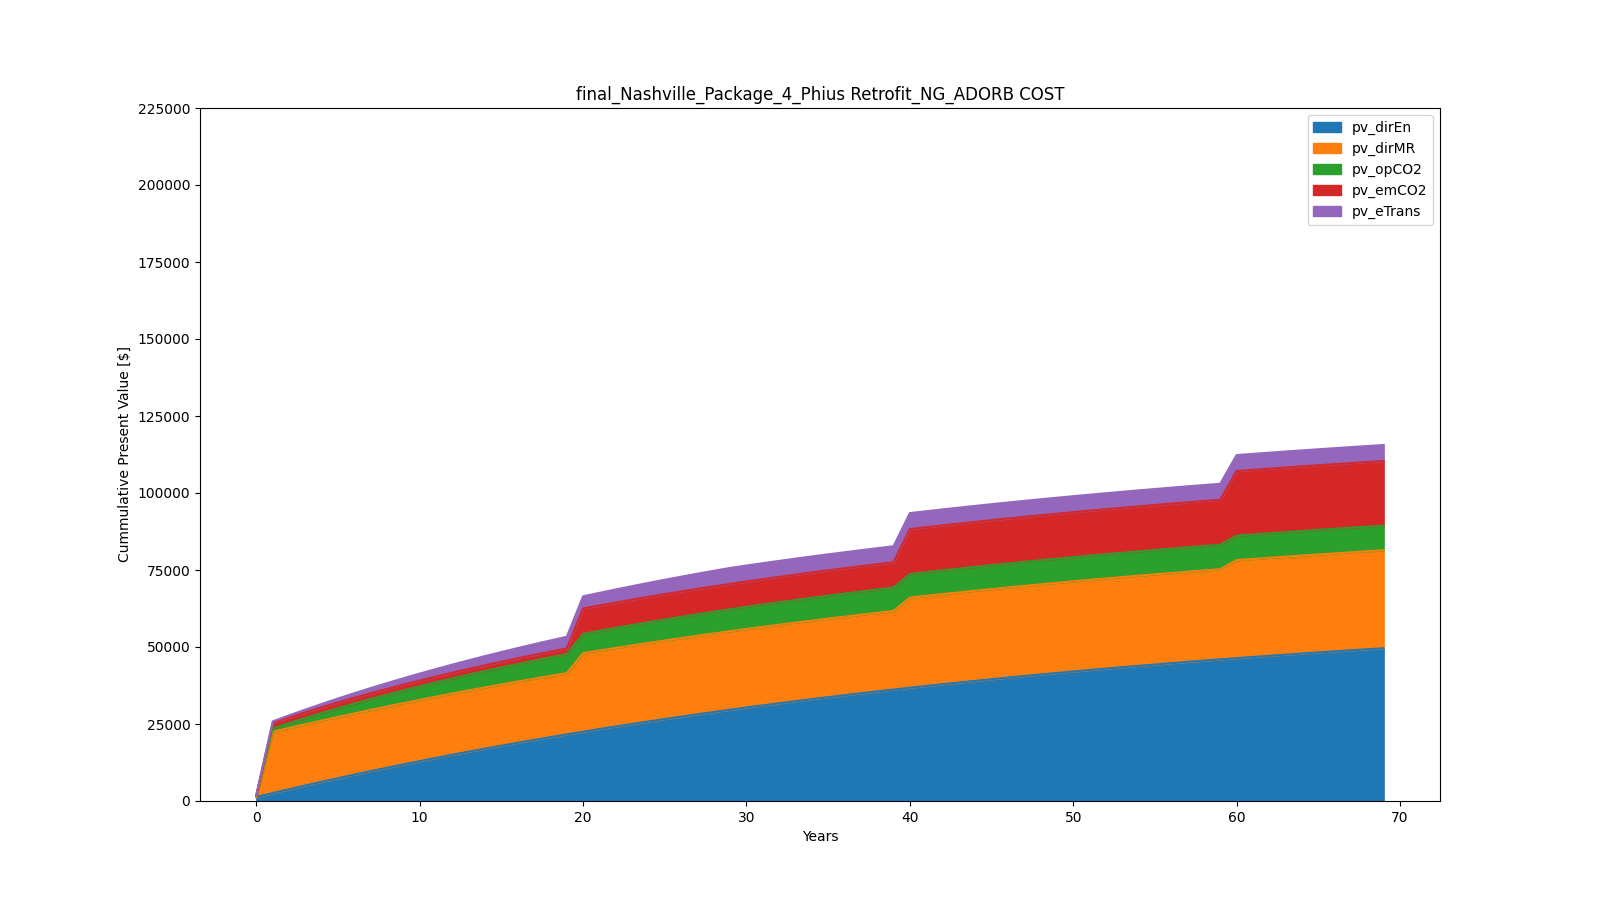 final_Nashville_Package_4_Phius Retrofit_NG_ADORB COST
225000
200000
175000
150000
125000
100000
75000
50000
25000
0
Cummulative Present Value [$]
pv_dirEn
pv_dirMR
pv_opCO2
pv_emCO2
pv_eTrans
0 10 20 30 40 50 60 70
Years